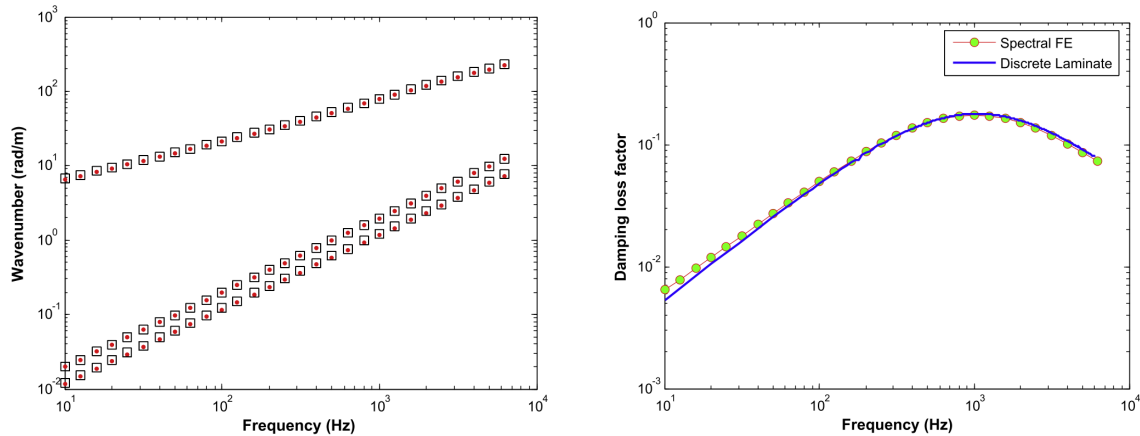 10^3
10^2
10^1
10^0
10^-1
10^-2
Wavenumber (rad/m)
10^1 10^2 10^3 10^4
Frequency (Hz)
10^0
10^-1
10^-2
10^-3
Damping loss factor
Spectral FE
Discrete Laminate
10^1 10^2 10^3 10^4
Frequency (Hz)